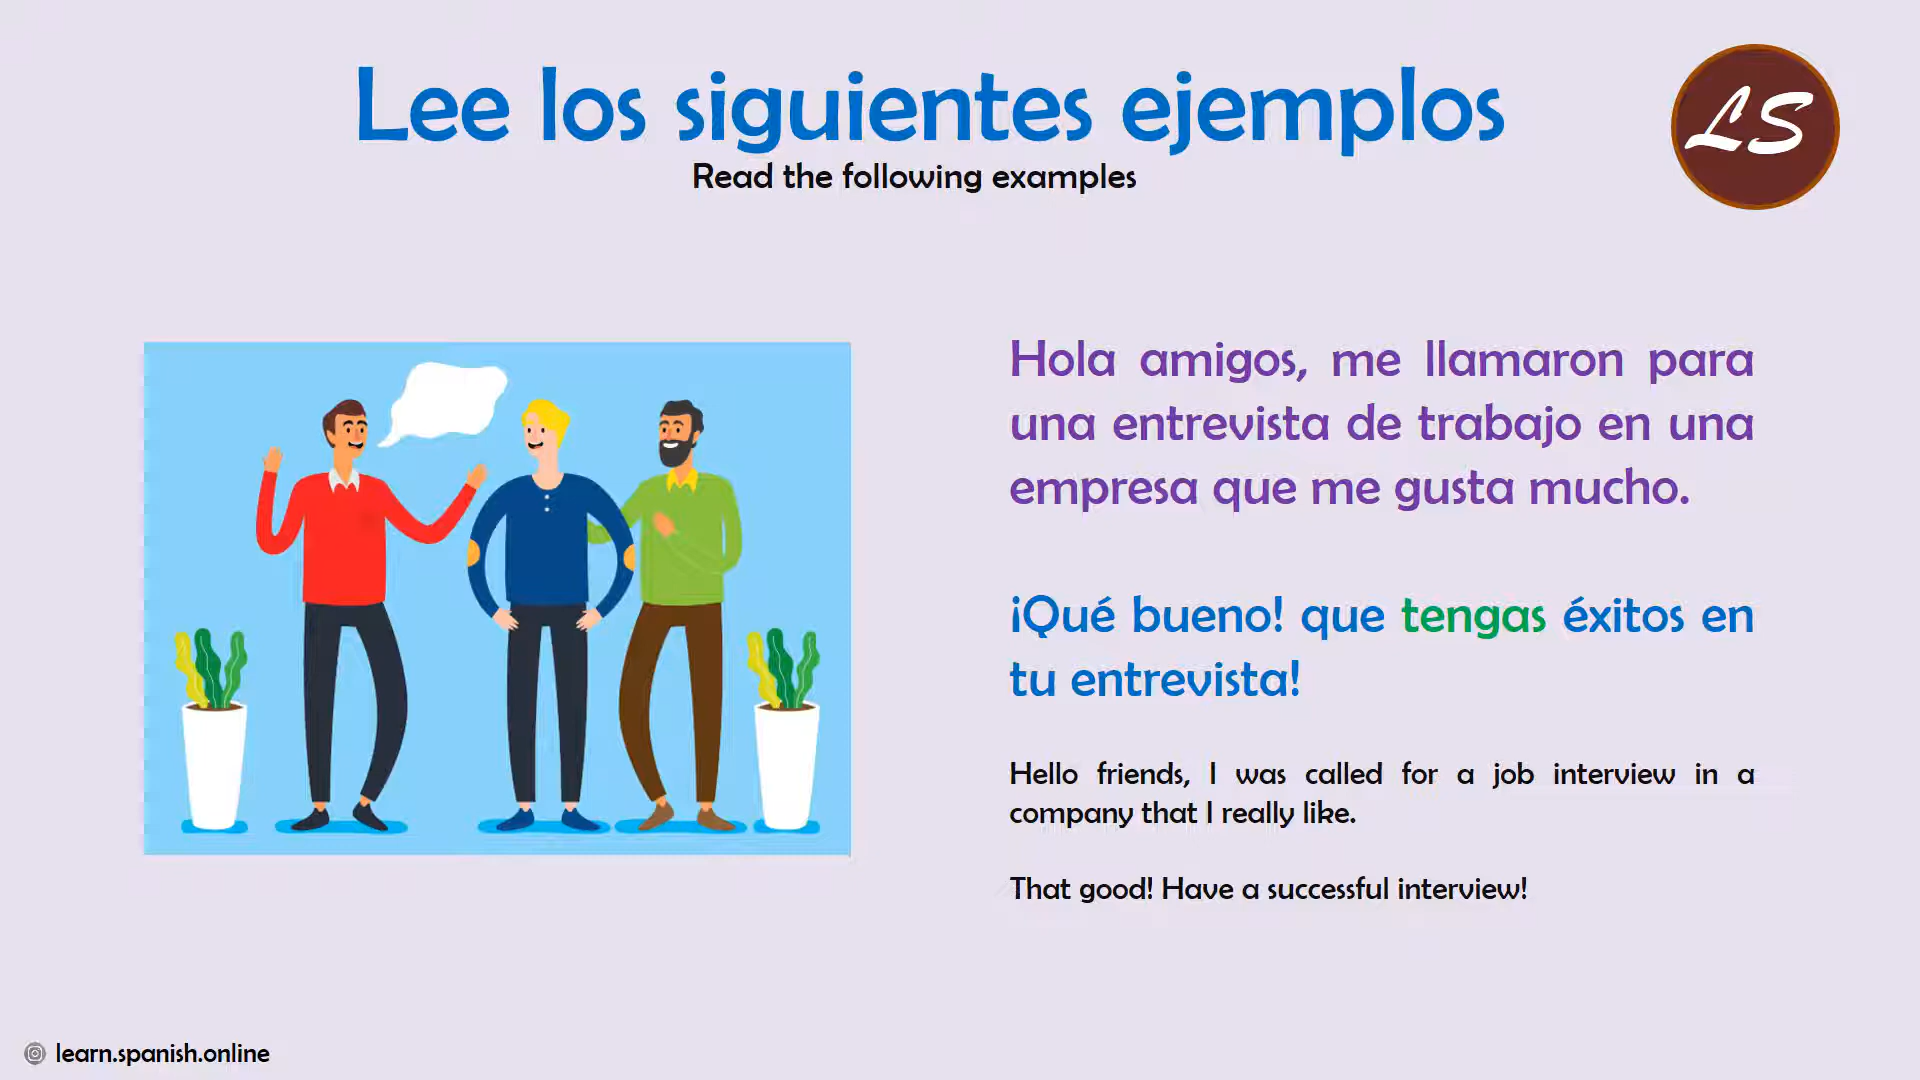 Lee los siguientes ejemplos
LS
Read the following examples
Hola amigos, me llamaron para
una entrevista de trabajo en una
empresa que me gusta mucho.
¡Qué bueno! que tengas éxitos en
tu entrevista!
Hello friends, I was called for a job interview in a
company that I really like.
That good! Have a successful interview!
learn.spanish.online